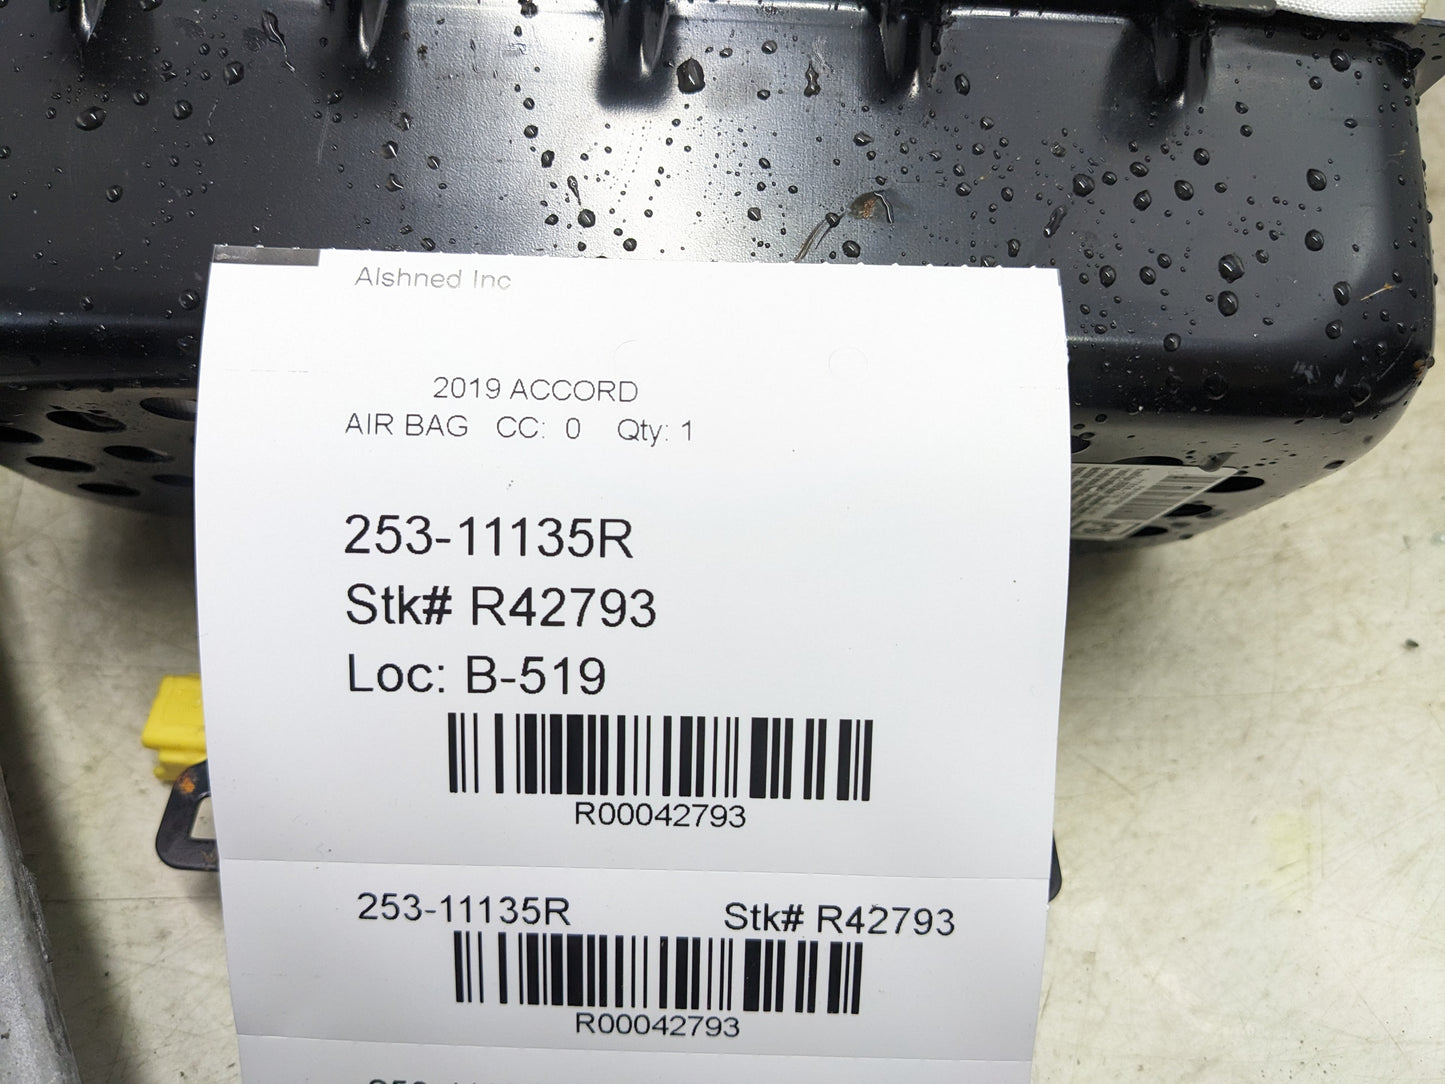 Alshned Inc
2019 ACCORD
AIR BAG CC: 0 Qty: 1
253-11135R
Stk# R42793
Loc: B-519
R00042793
253-11135R Stk# R42793
R00042793